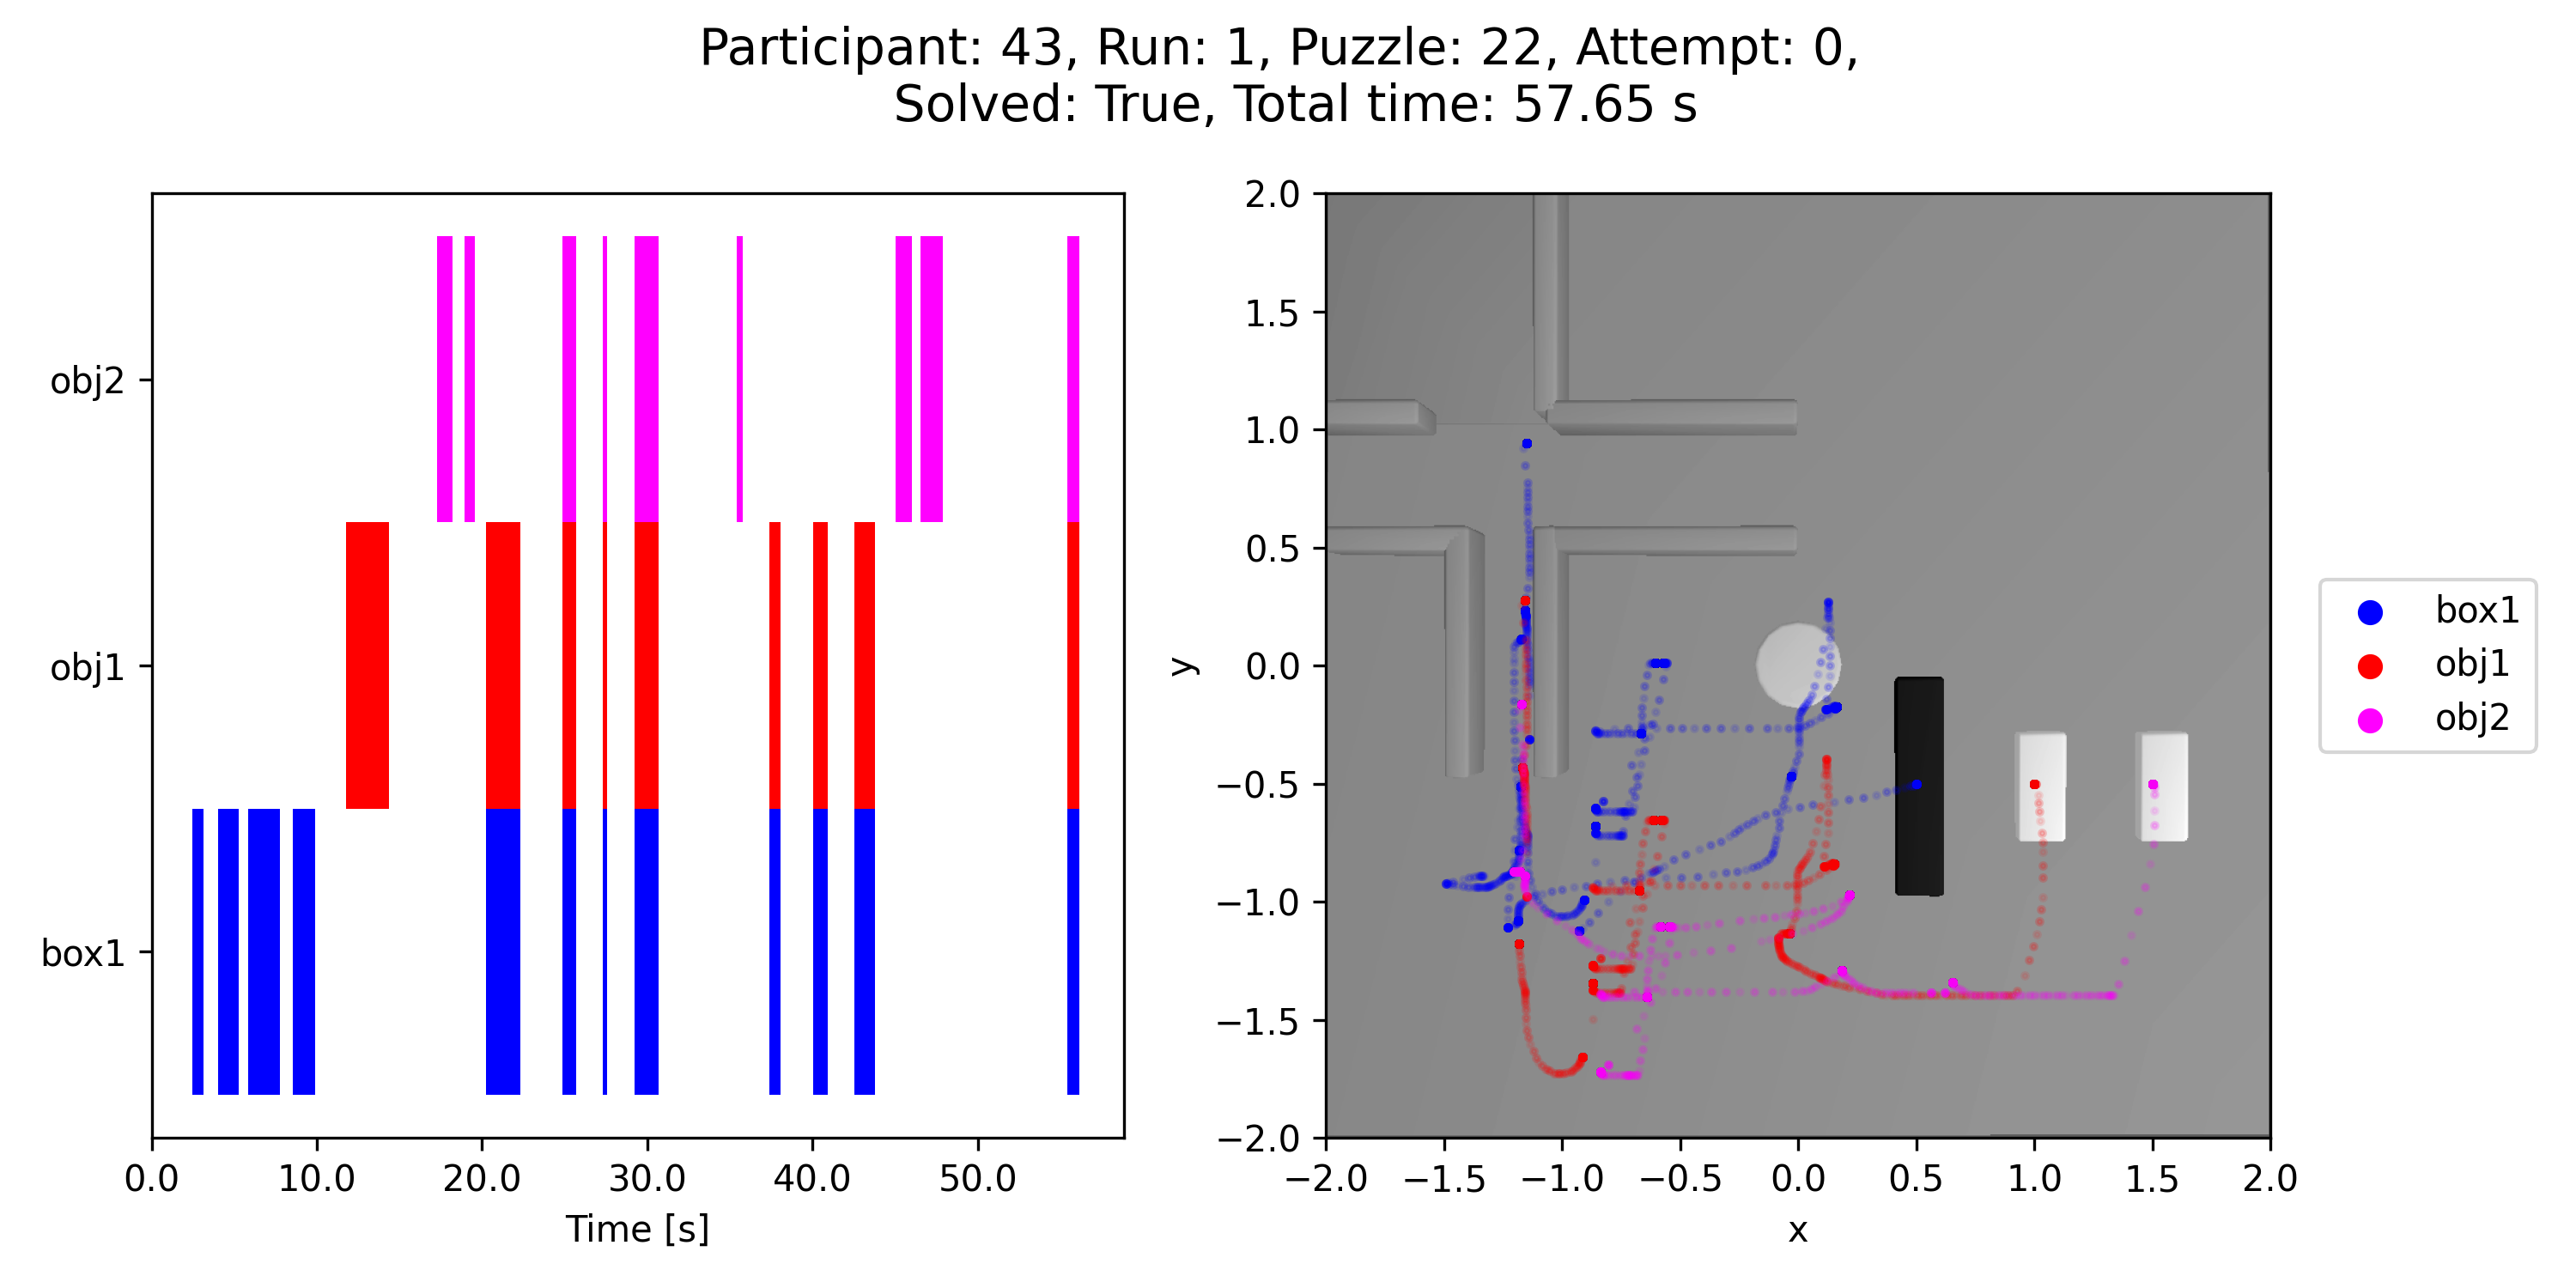 Participant: 43, Run: 1, Puzzle: 22, Attempt: 0,
Solved: True, Total time: 57.65 s
obj2
obj1
box1
0.0 10.0 20.0 30.0 40.0 50.0
Time [s]
2.0
1.5
1.0
0.5
0.0
−0.5
−1.0
−1.5
−2.0
y
−2.0 −1.5 −1.0 −0.5 0.0 0.5 1.0 1.5 2.0
x
box1
obj1
obj2